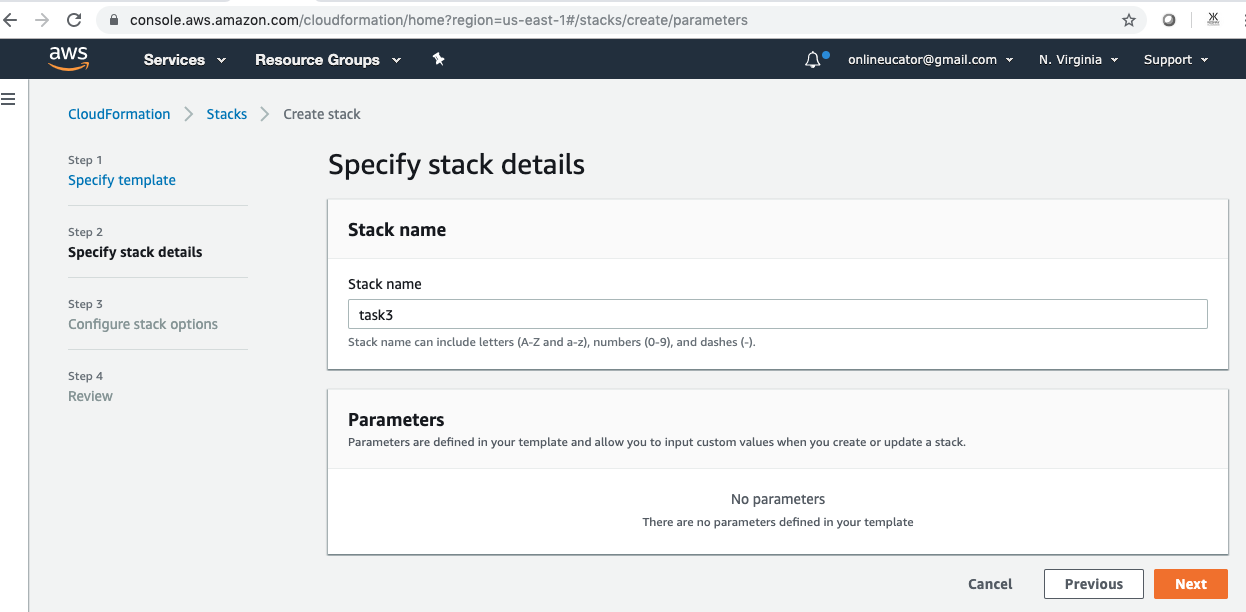 console.aws.amazon.com/cloudformation/home?region=us-east-1#/stacks/create/parameters
aws Services Resource Groups onlineucator@gmail.com N. Virginia Support
CloudFormation Stacks Create stack
Step 1
Specify template
Step 2
Specify stack details
Step 3
Configure stack options
Step 4
Review
Specify stack details
Stack name
Stack name
task3
Stack name can include letters (A-Z and a-z), numbers (0-9), and dashes (-).
Parameters
Parameters are defined in your template and allow you to input custom values when you create or update a stack.
No parameters
There are no parameters defined in your template
Cancel Previous Next